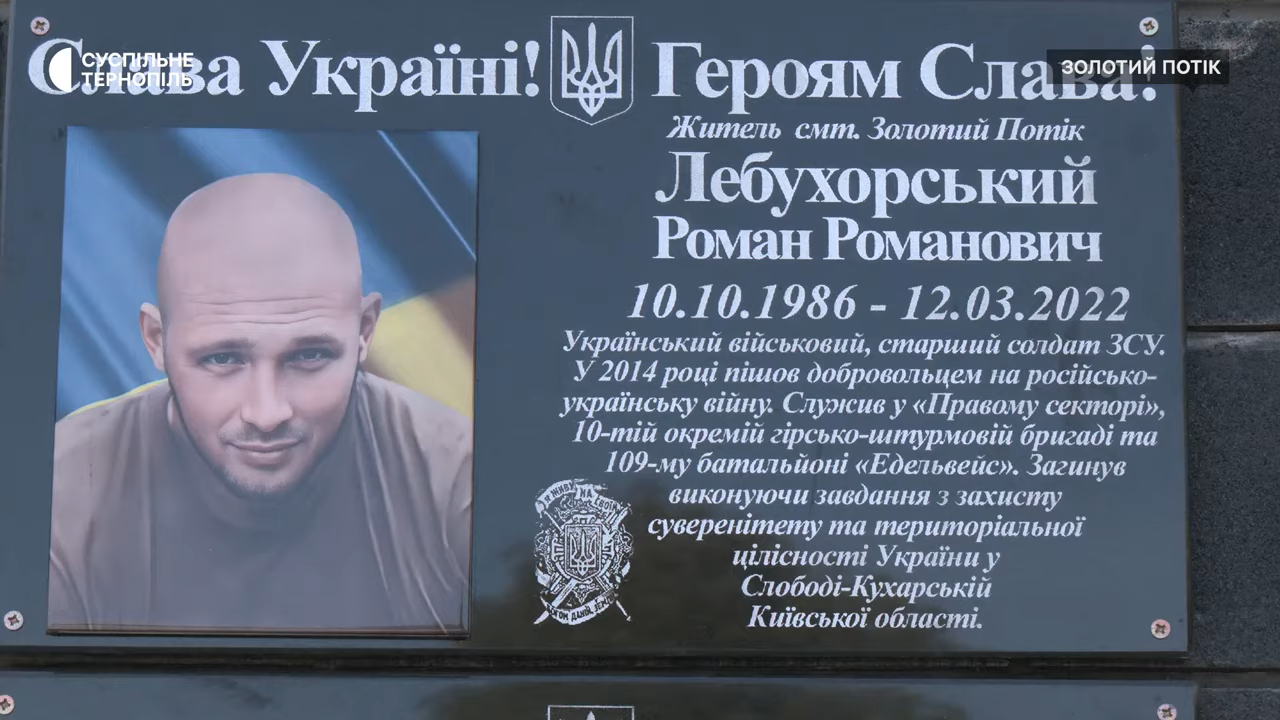 СУСПІЛЬНЕ
ТЕРНОПІЛЬ
ЗОЛОТИЙ ПОТІК
Слава Україні! Героям Слава!
Житель смт. Золотий Потік
Лебухорський
Роман Романович
10.10.1986 - 12.03.2022
Український військовий, старший солдат ЗСУ.
У 2014 році пішов добровольцем на російсько-
українську війну. Служив у «Правому секторі»,
10-тій окремій гірсько-штурмовій бригаді та
109-му батальйоні «Едельвейс». Загинув
виконуючи завдання з захисту
суверенітету та територіальної
цілісності України у
Слободі-Кухарській
Київської області.